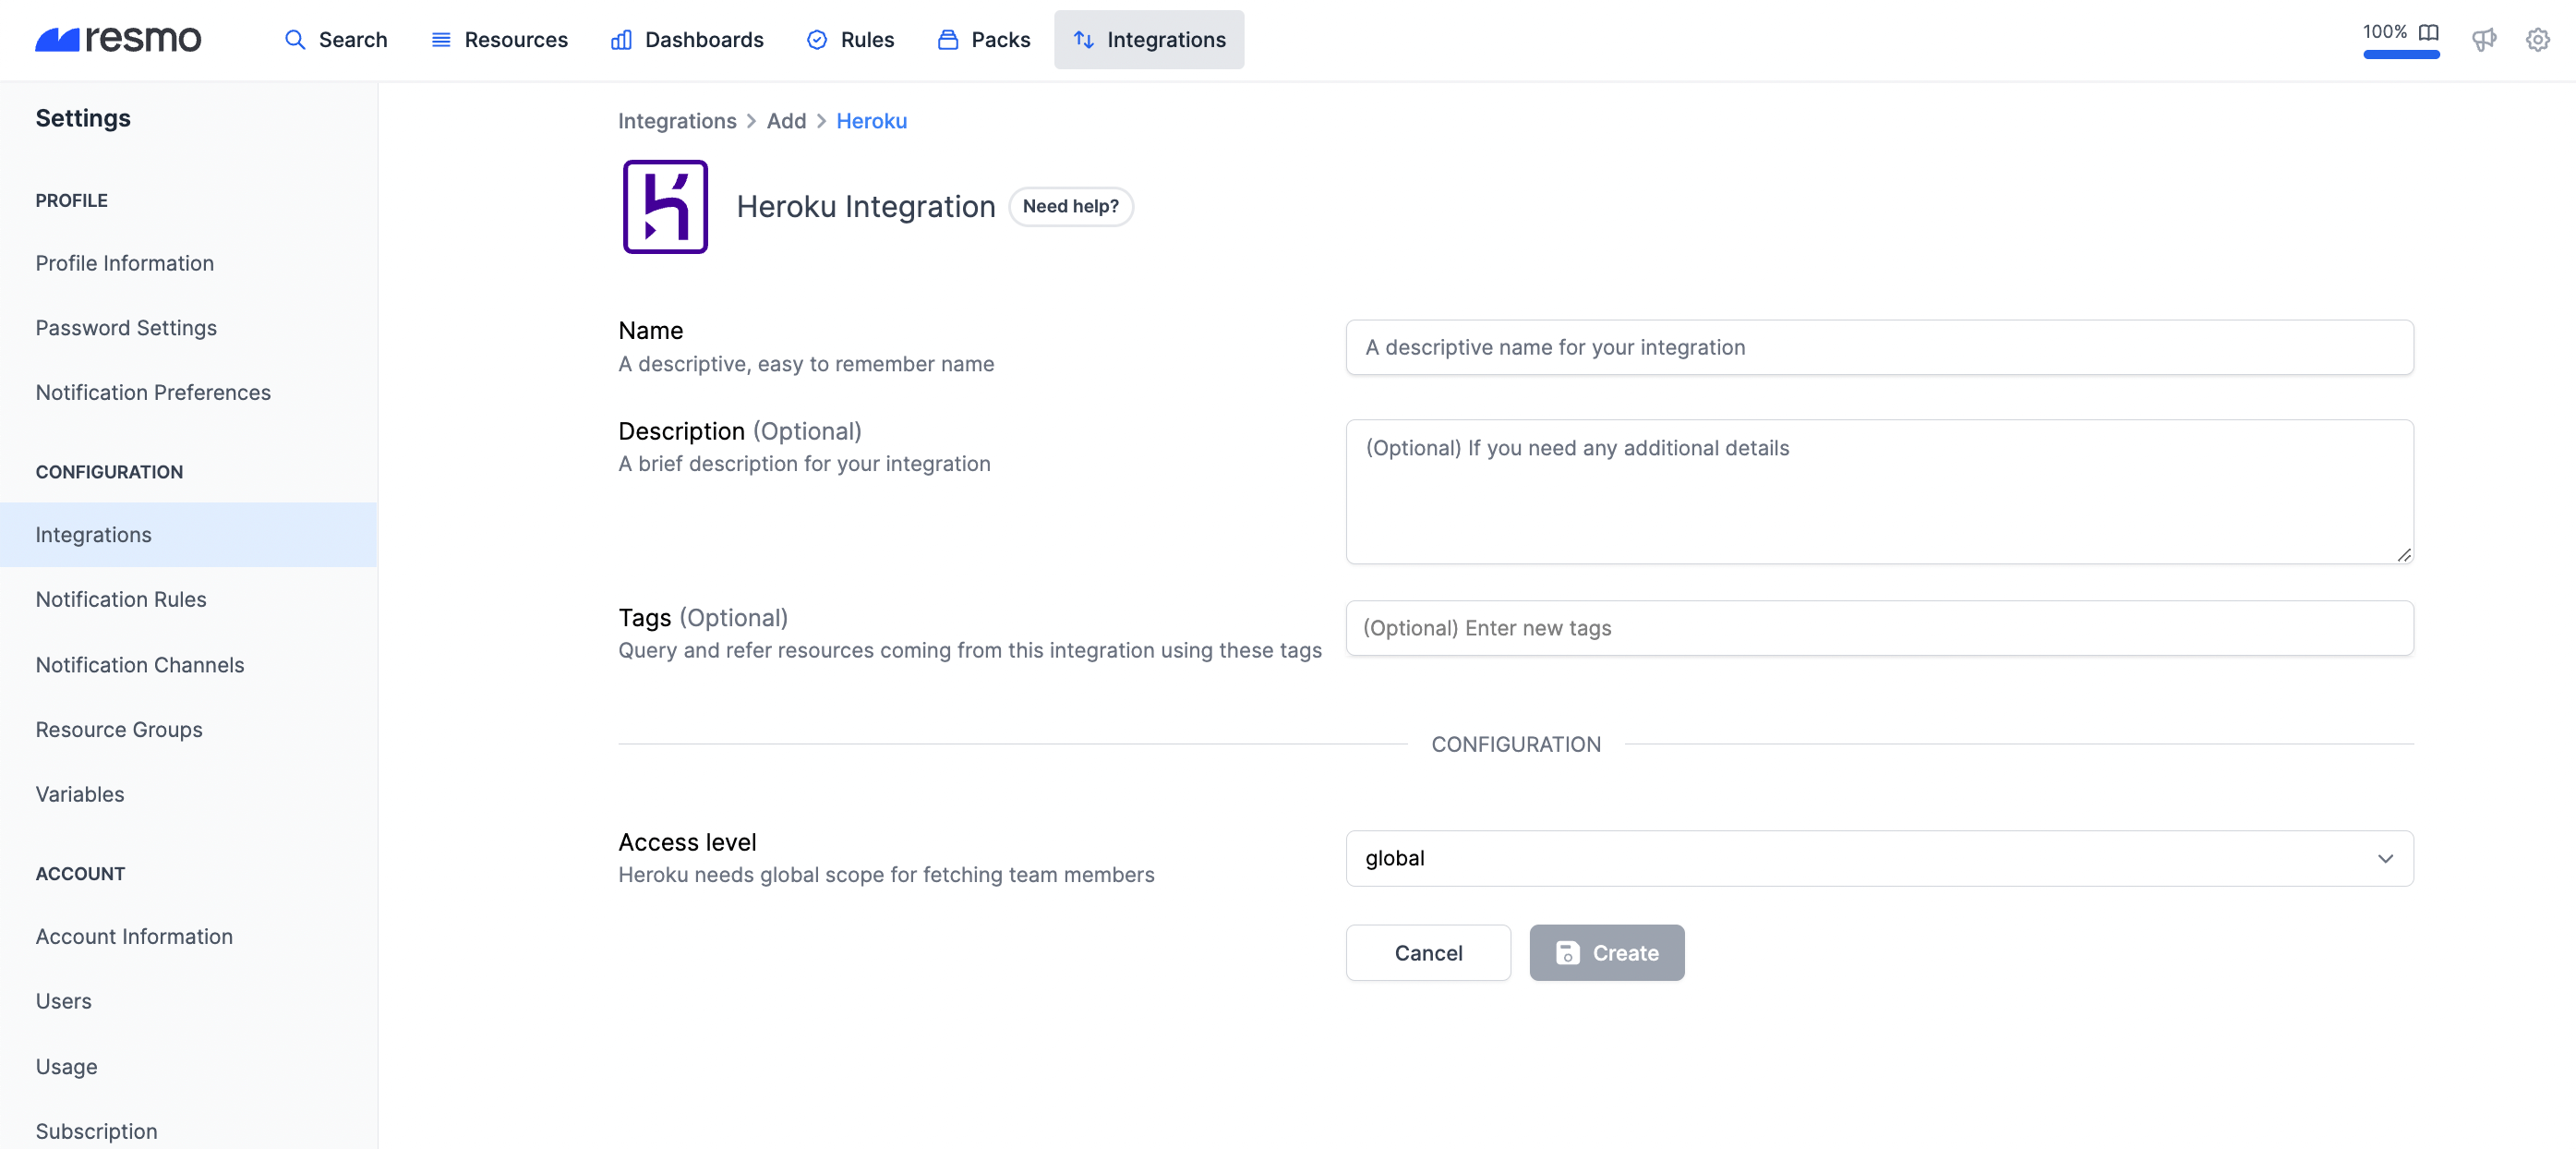 resmo
Search
Resources
Dashboards
Rules
Packs
Integrations
100%
Settings
PROFILE
Profile Information
Password Settings
Notification Preferences
CONFIGURATION
Integrations
Notification Rules
Notification Channels
Resource Groups
Variables
ACCOUNT
Account Information
Users
Usage
Subscription
Integrations > Add > Heroku
Heroku Integration
Need help?
Name
A descriptive, easy to remember name
A descriptive name for your integration
Description (Optional)
A brief description for your integration
(Optional) If you need any additional details
Tags (Optional)
Query and refer resources coming from this integration using these tags
(Optional) Enter new tags
CONFIGURATION
Access level
Heroku needs global scope for fetching team members
global
Cancel
Create